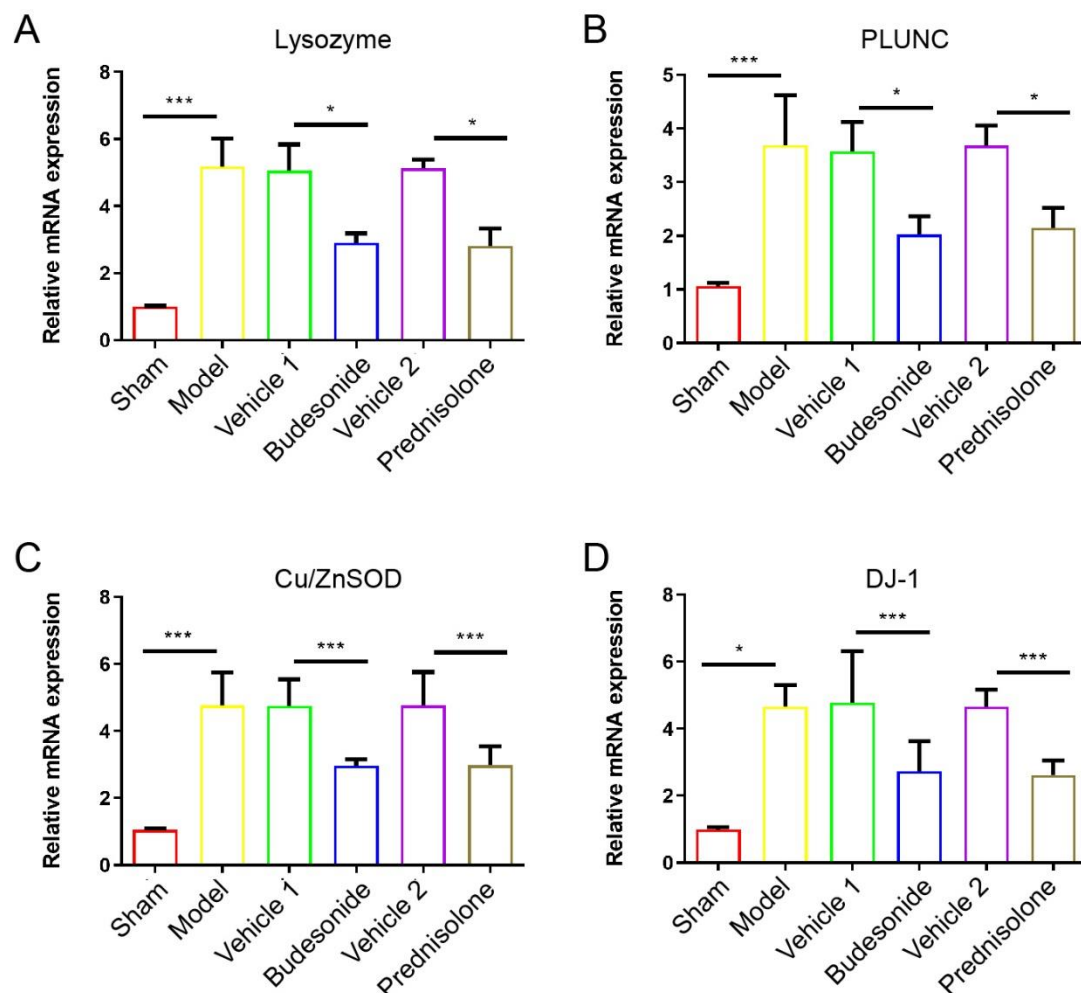 A
Lysozyme
Relative mRNA expression
8
6
4
2
0
***
*
*
Sham
Model
Vehicle 1
Budesonide
Vehicle 2
Prednisolone
B
PLUNC
Relative mRNA expression
5
4
3
2
1
0
***
*
*
Sham
Model
Vehicle 1
Budesonide
Vehicle 2
Prednisolone
C
Cu/ZnSOD
Relative mRNA expression
8
6
4
2
0
***
***
***
Sham
Model
Vehicle 1
Budesonide
Vehicle 2
Prednisolone
D
DJ-1
Relative mRNA expression
8
6
4
2
0
*
***
***
Sham
Model
Vehicle 1
Budesonide
Vehicle 2
Prednisolone